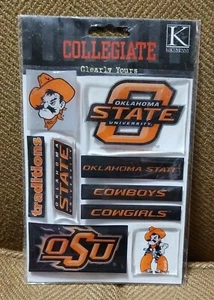 COLLEGIATE
K
Clearly Yours
OKLAHOMA
STATE
UNIVERSITY
traditions
OKLAHOMA
STATE
OKLAHOMA STATE
COWBOYS
COWGIRLS
OSU